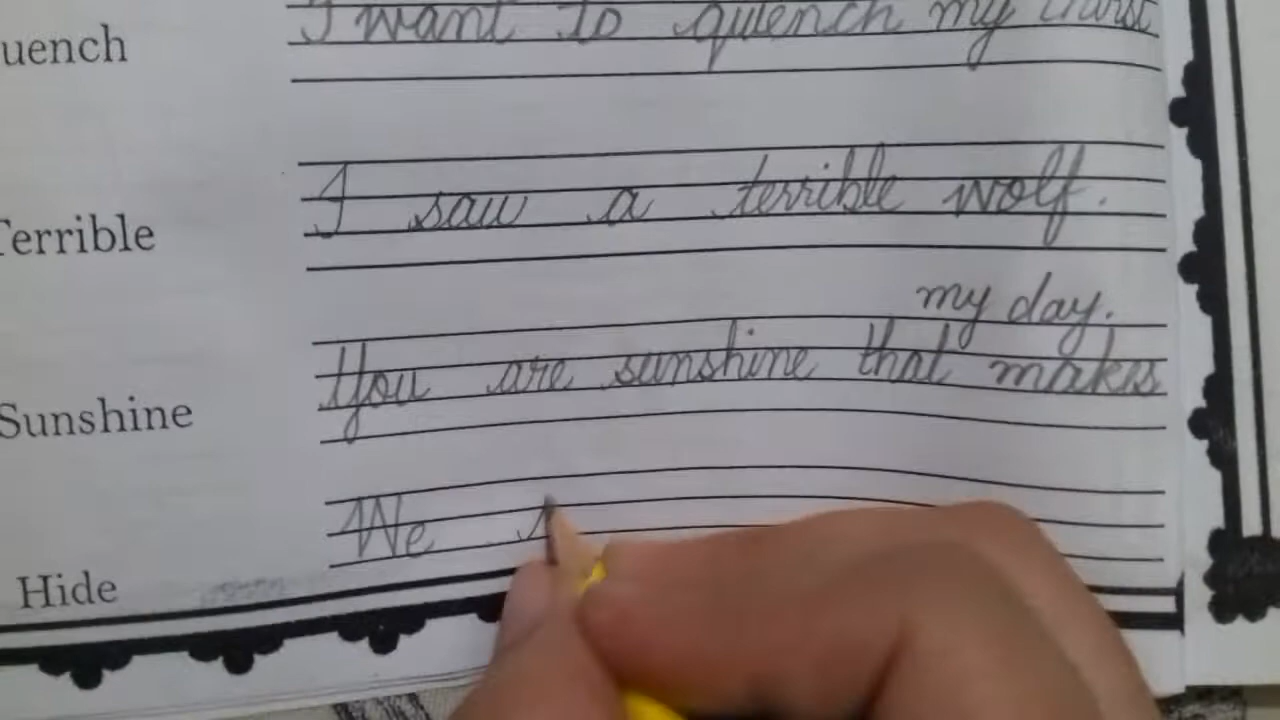 uench I want to quench my thirst
Terrible I saw a terrible wolf.
my day.
Sunshine You are sunshine that makes
Hide We